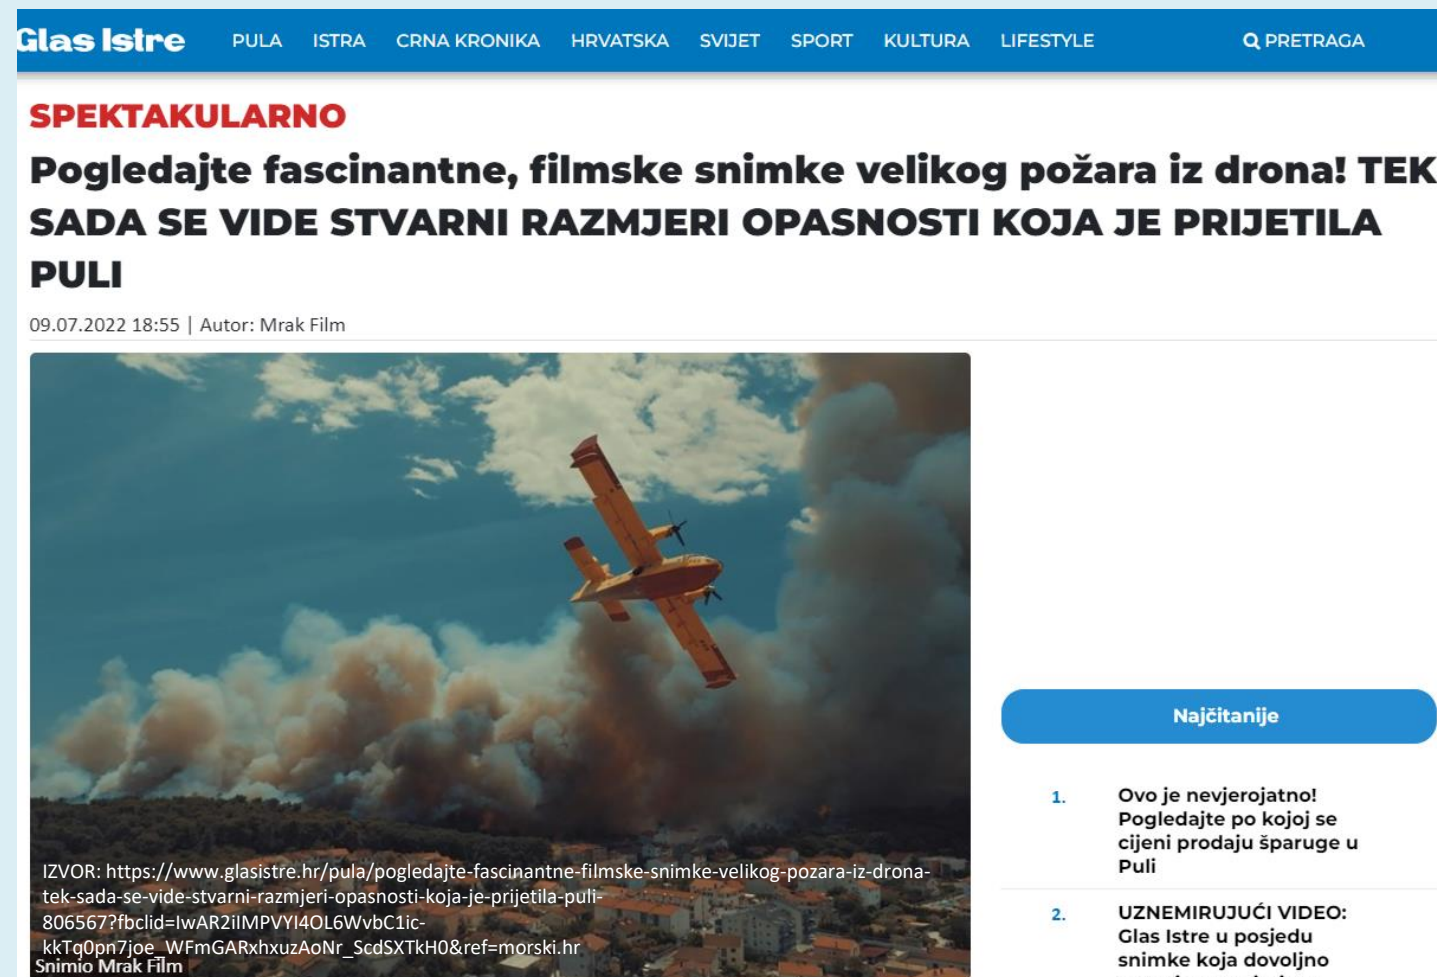 Glas Istre
PULA ISTRA CRNA KRONIKA HRVATSKA SVIJET SPORT KULTURA LIFESTYLE PRETRAGA
SPEKTAKULARNO
Pogledajte fascinantne, filmske snimke velikog požara iz drona! TEK
SADA SE VIDE STVARNI RAZMJERI OPASNOSTI KOJA JE PRIJETILA
PULI
09.07.2022 18:55 | Autor: Mrak Film
IZVOR: https://www.glasistre.hr/pula/pogledajte-fascinantne-filmske-snimke-velikog-pozara-iz-drona-
tek-sada-se-vide-stvarni-razmjeri-opasnosti-koja-je-prijetila-puli-
806567?fbclid=IwAR2iIMPVYI4OL6WvbC1ic-
kkTq0pn7joe_WFmGARxhxuzAoNr_ScdSXTkH0&ref=morski.hr
Snimio Mrak Film
Najčitanije
1. Ovo je nevjerojatno!
Pogledajte po kojoj se
cijeni prodaju šparuge u
Puli
2. UZNEMIRUJUĆI VIDEO:
Glas Istre u posjedu
snimke koja dovoljno